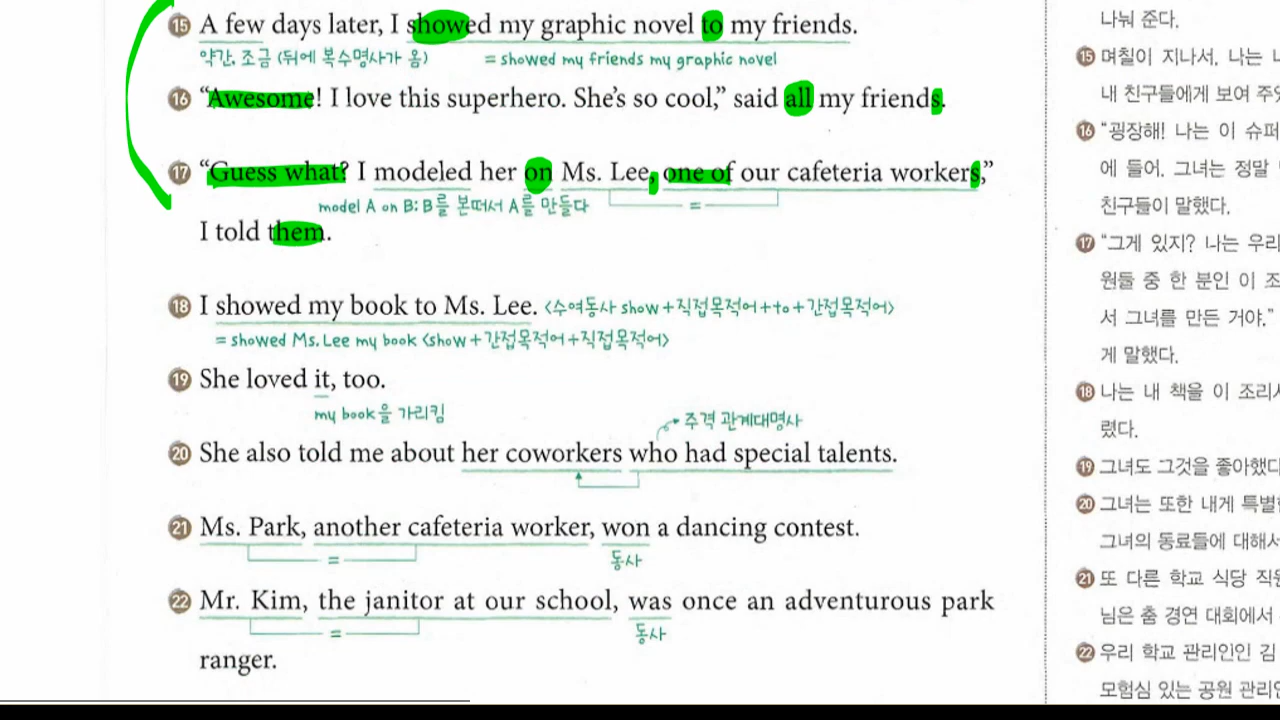 ⑮ A few days later, I showed my graphic novel to my friends.
약간, 조금 (뒤에 복수명사가 옴) = showed my friends my graphic novel
⑯ “Awesome! I love this superhero. She’s so cool,” said all my friends.
⑰ “Guess what? I modeled her on Ms. Lee, one of our cafeteria workers,”
model A on B: B를 본떠서 A를 만들다 =
I told them.
⑱ I showed my book to Ms. Lee. <수여동사 show+직접목적어+to+간접목적어>
= showed Ms. Lee my book <show+간접목적어+직접목적어>
⑲ She loved it, too.
my book을 가리킴
주격 관계대명사
⑳ She also told me about her coworkers who had special talents.
㉑ Ms. Park, another cafeteria worker, won a dancing contest.
= 동사
㉒ Mr. Kim, the janitor at our school, was once an adventurous park
= 동사
ranger.
나눠 준다.
⑮ 며칠이 지나서, 나는
내 친구들에게 보여 주었
⑯ “굉장해! 나는 이 슈퍼
에 들어. 그녀는 정말
친구들이 말했다.
⑰ “그게 있지? 나는 우리
원들 중 한 분인 이 조
서 그녀를 만든 거야.”
게 말했다.
⑱ 나는 내 책을 이 조리사
렸다.
⑲ 그녀도 그것을 좋아했다
⑳ 그녀는 또한 내게 특별한
그녀의 동료들에 대해서
㉑ 또 다른 학교 식당 직원
님은 춤 경연 대회에서
㉒ 우리 학교 관리인인 김
모험심 있는 공원 관리인